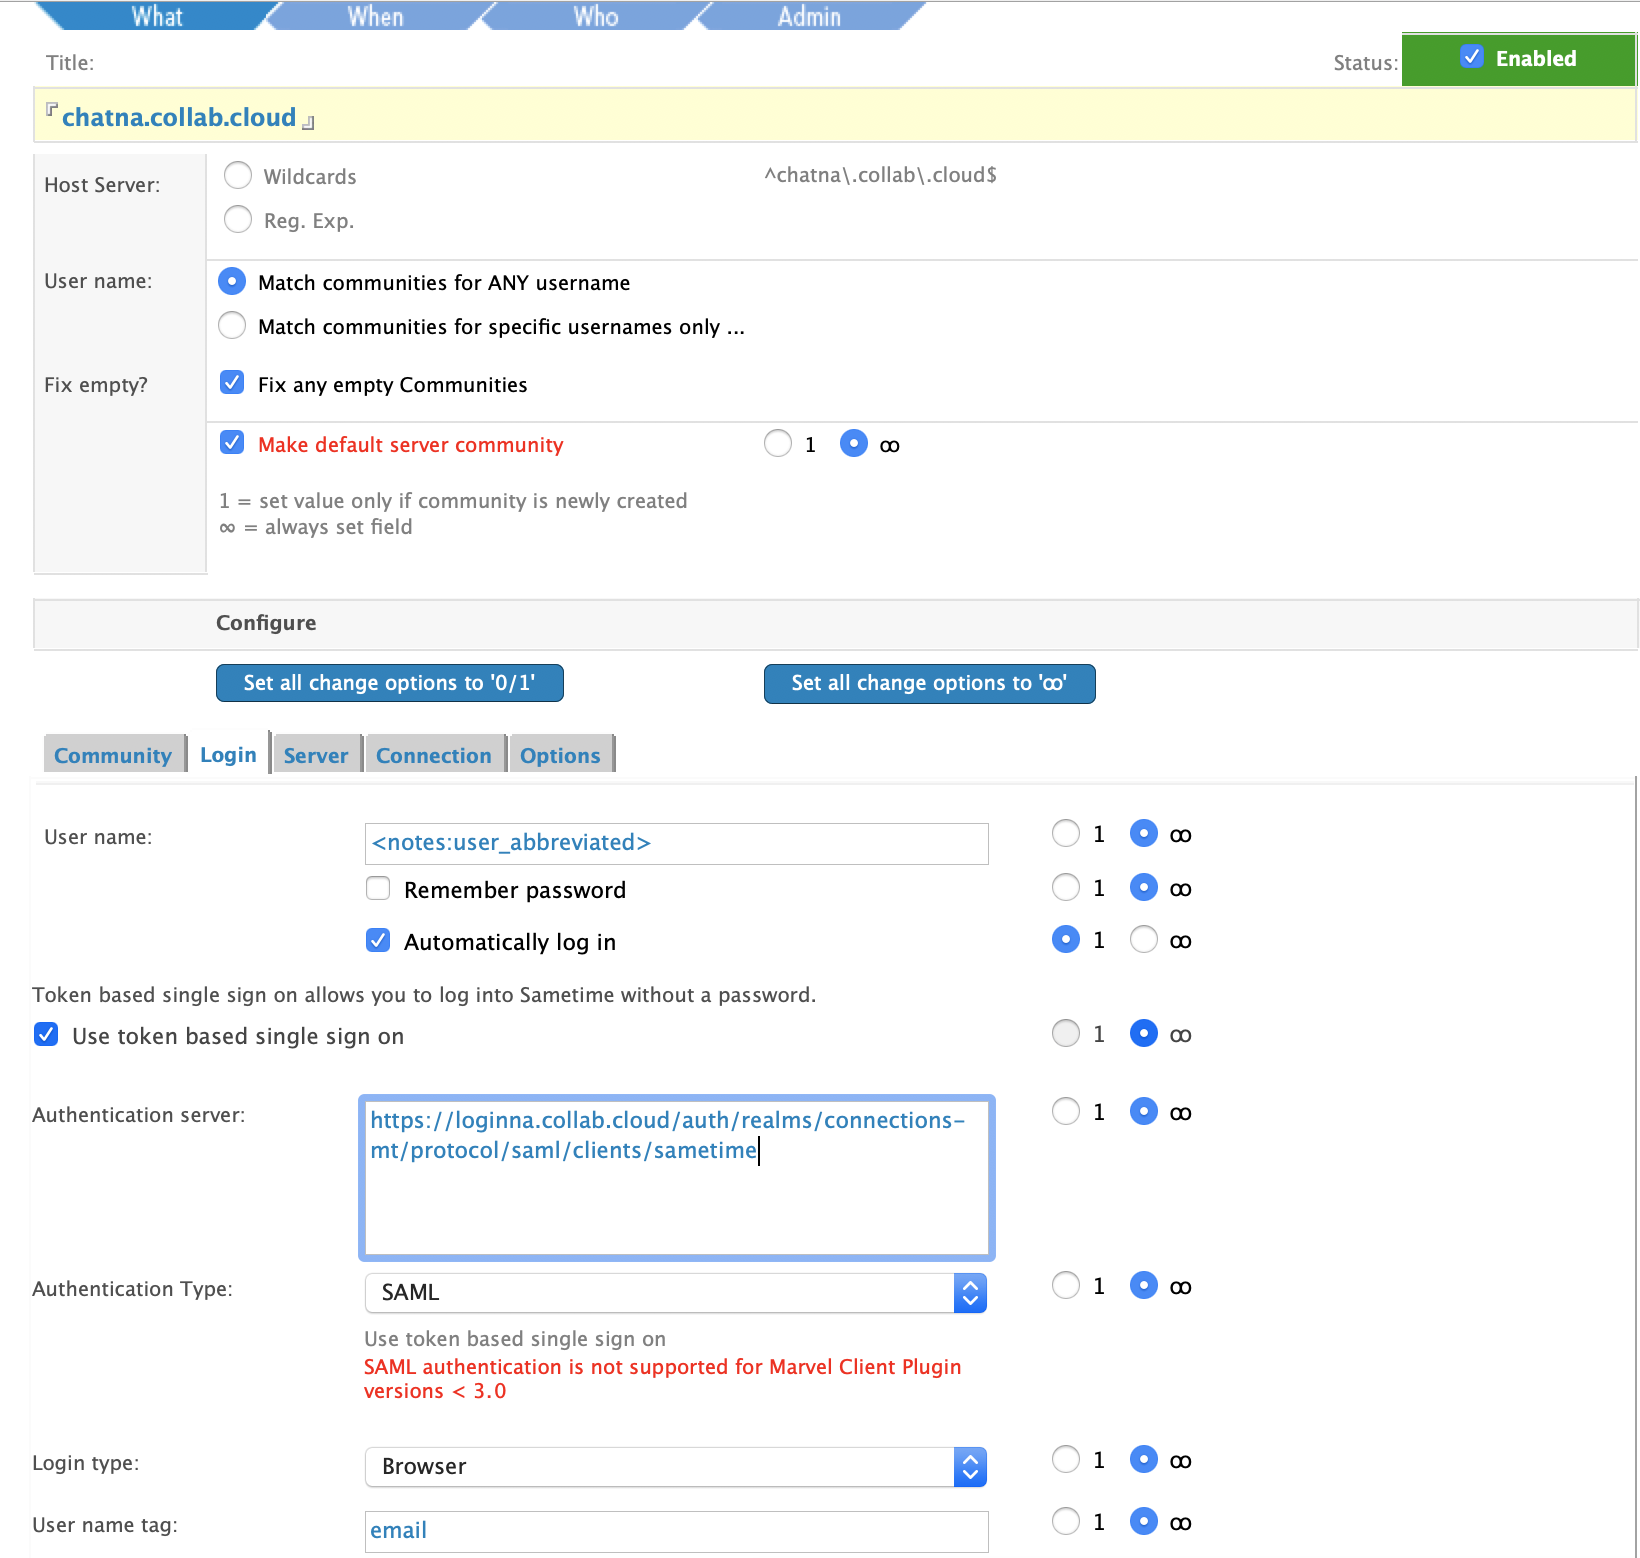 What When Who Admin
Title: Status: Enabled
chatna.collab.cloud
Host Server: Wildcards ^chatna\.collab\.cloud$
Reg. Exp.
User name: Match communities for ANY username
Match communities for specific usernames only ...
Fix empty? Fix any empty Communities
Make default server community 1 ∞
1 = set value only if community is newly created
∞ = always set field
Configure
Set all change options to '0/1' Set all change options to '∞'
Community Login Server Connection Options
User name: <notes:user_abbreviated> 1 ∞
Remember password 1 ∞
Automatically log in 1 ∞
Token based single sign on allows you to log into Sametime without a password.
Use token based single sign on 1 ∞
Authentication server: https://loginna.collab.cloud/auth/realms/connections- 1 ∞
mt/protocol/saml/clients/sametime
Authentication Type: SAML 1 ∞
Use token based single sign on
SAML authentication is not supported for Marvel Client Plugin
versions < 3.0
Login type: Browser 1 ∞
User name tag: email 1 ∞